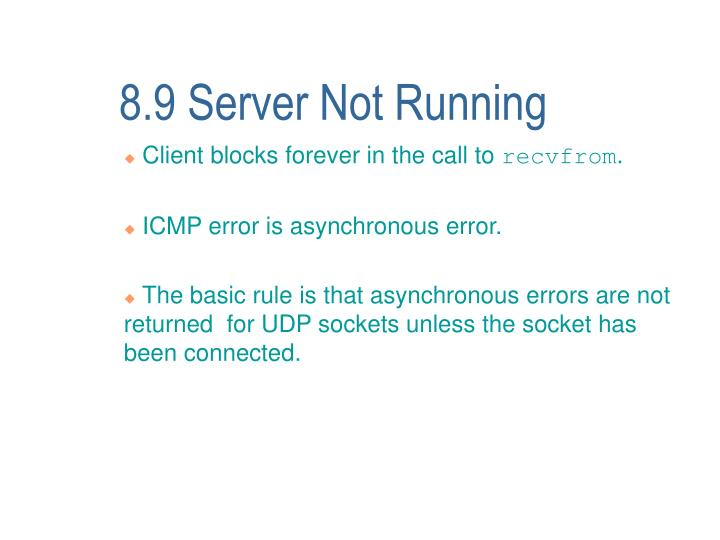 8.9 Server Not Running
◆ Client blocks forever in the call to recvfrom.
◆ ICMP error is asynchronous error.
◆ The basic rule is that asynchronous errors are not
returned  for UDP sockets unless the socket has
been connected.